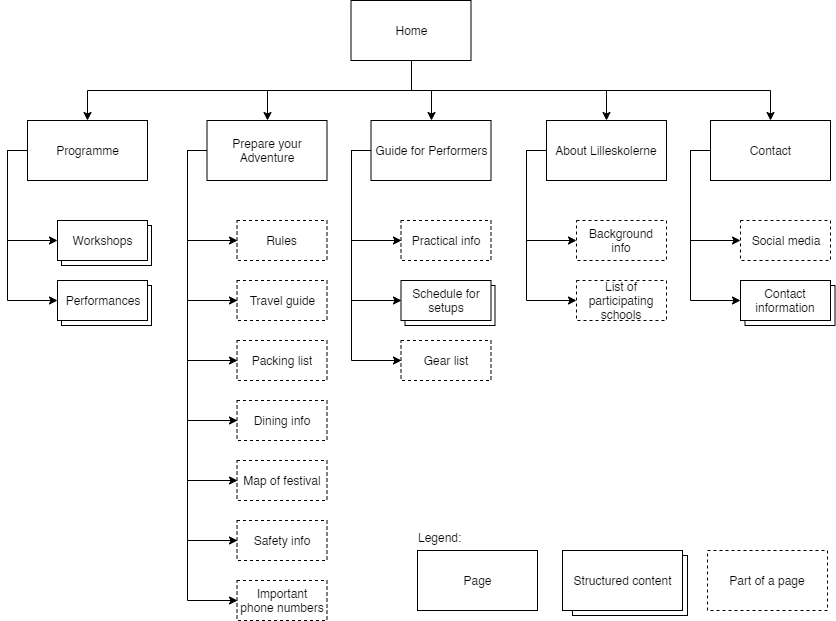 Home
Programme
Prepare your
Adventure
Guide for Performers
About Lilleskolerne
Contact
Workshops
Performances
Rules
Travel guide
Packing list
Dining info
Map of festival
Safety info
Important
phone numbers
Practical info
Schedule for
setups
Gear list
Background
info
List of
participating
schools
Social media
Contact
information
Legend:
Page
Structured content
Part of a page